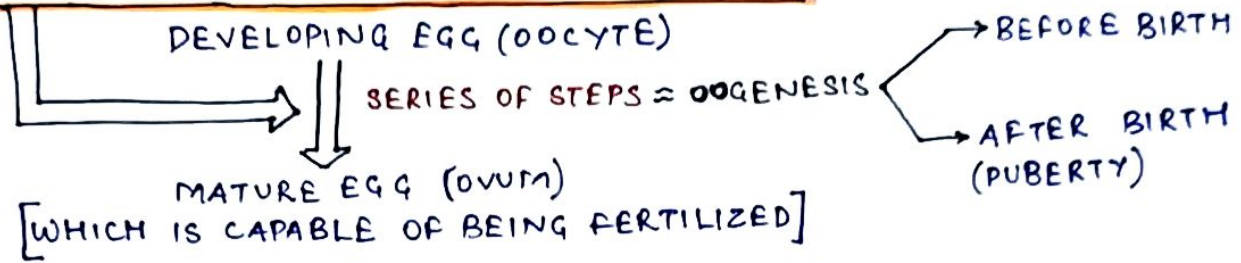 DEVELOPING EGG (OOCYTE)
SERIES OF STEPS ≈ OOGENESIS
BEFORE BIRTH
AFTER BIRTH
(PUBERTY)
MATURE EGG (OVUM)
[WHICH IS CAPABLE OF BEING FERTILIZED]